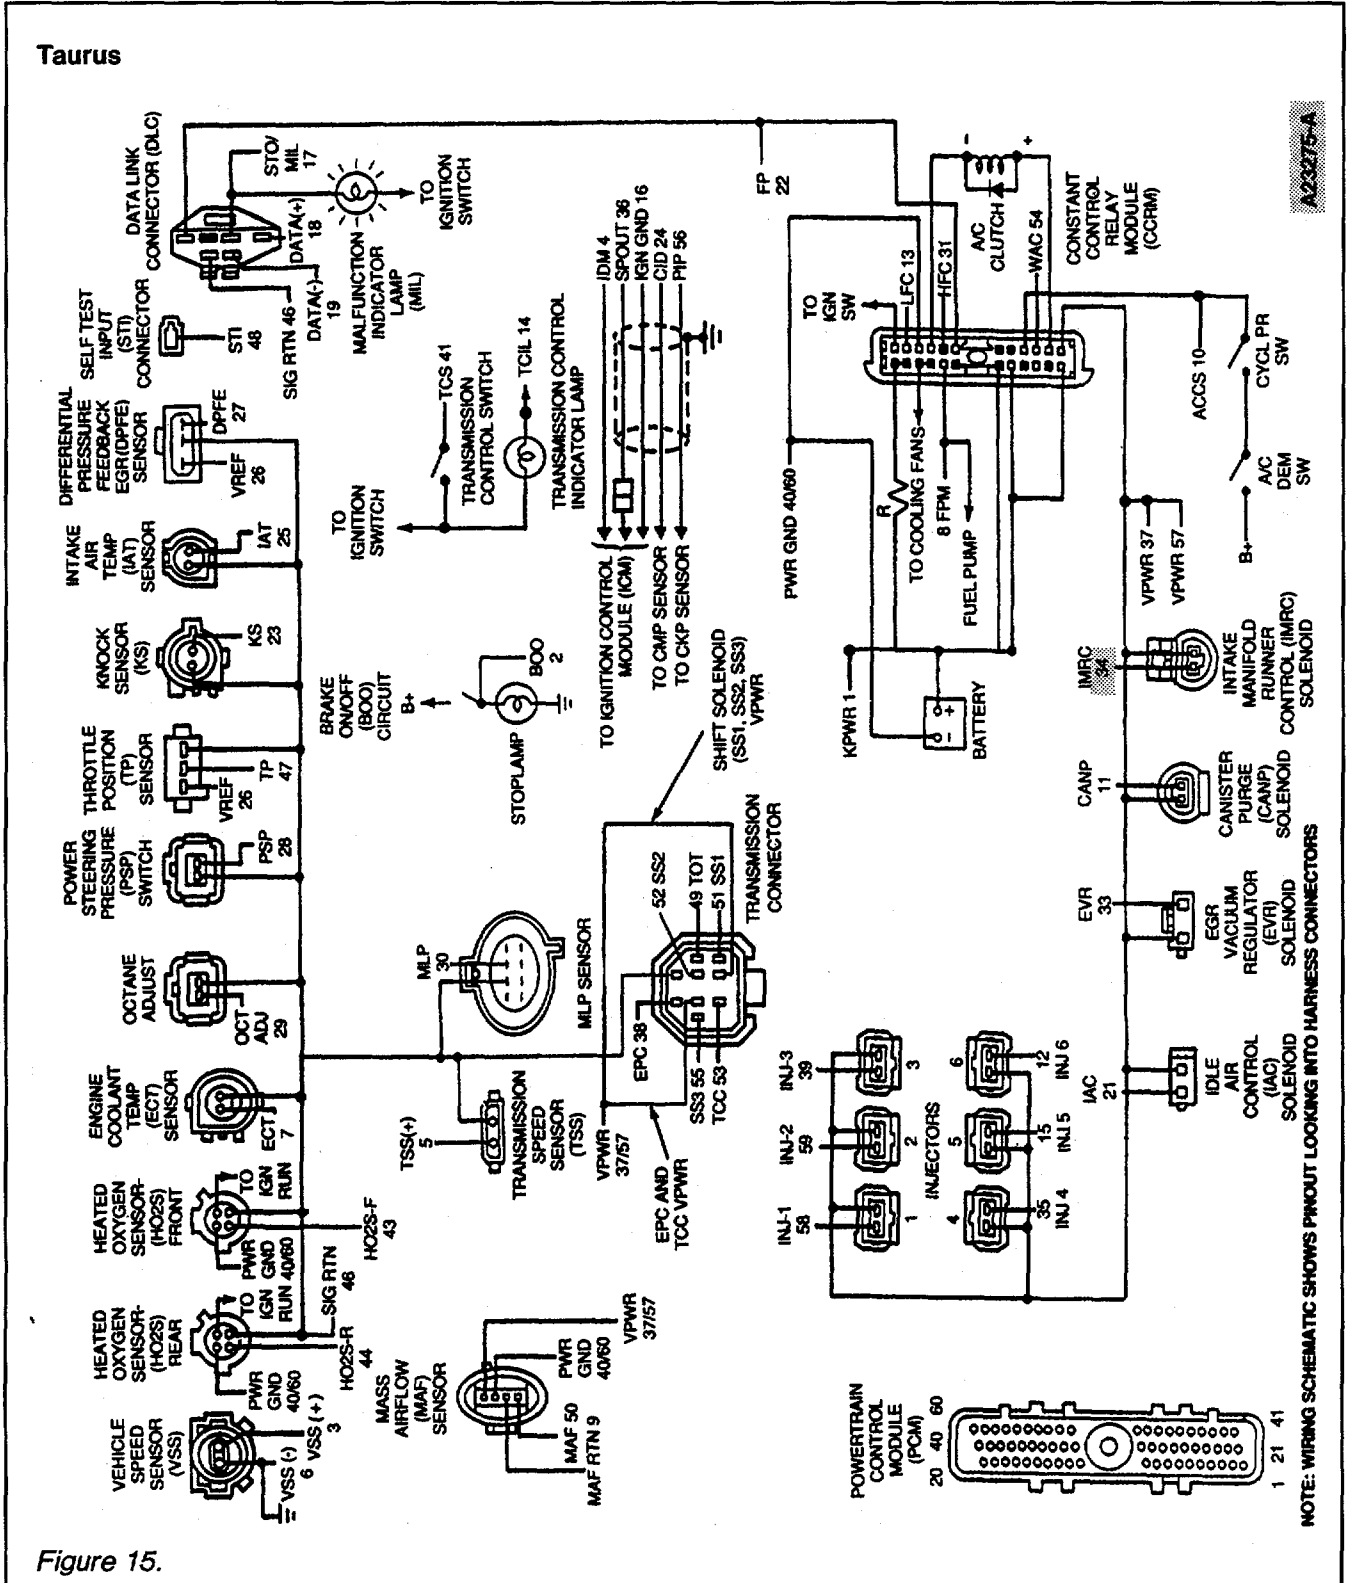 Taurus
DATA LINK
CONNECTOR (DLC)
STO/
MIL
17
TO
IGNITION
SWITCH
DATA(+)
18
MALFUNCTION
INDICATOR
LAMP
(MIL)
DATA(-)
19
SIG RTN 46
SELF TEST
INPUT
(STI)
CONNECTOR
STI
48
DIFFERENTIAL
PRESSURE
FEEDBACK
EGR(DPFE)
SENSOR
DPFE
27
VREF
26
INTAKE
AIR
TEMP
(IAT)
SENSOR
IAT
25
KNOCK
SENSOR
(KS)
KS
23
THROTTLE
POSITION
(TP)
SENSOR
VREF
26
TP
47
POWER
STEERING
PRESSURE
(PSP)
SWITCH
PSP
28
OCTANE
ADJUST
OCT
ADJ
29
ENGINE
COOLANT
TEMP
(ECT)
SENSOR
ECT
7
HEATED
OXYGEN
SENSOR-
(HO2S)
FRONT
TO
IGN
RUN
PWR
GND
40/60
HO2S-F
43
HEATED
OXYGEN
SENSOR-
(HO2S)
REAR
TO
IGN
RUN
PWR
GND
40/60
SIG RTN
46
HO2S-R
44
VEHICLE
SPEED
SENSOR
(VSS)
VSS (+)
3
VSS (-)
6
TCS 41
TRANSMISSION
CONTROL SWITCH
TCIL 14
TRANSMISSION CONTROL
INDICATOR LAMP
TO
IGNITION
SWITCH
BRAKE
ON/OFF
(BOO)
CIRCUIT
B+
BOO
2
STOPLAMP
IDM 4
SPOUT 36
IGN GND 16
CID 24
PIP 56
TO IGNITION CONTROL
MODULE (ICM)
TO CMP SENSOR
TO CKP SENSOR
MLP
30
MLP SENSOR
SHIFT SOLENOID
(SS1, SS2, SS3)
VPWR
52 SS2
49 TOT
51 SS1
TRANSMISSION
CONNECTOR
EPC 38
SS3 55
TCC 53
TSS(+)
5
TRANSMISSION
SPEED
SENSOR
(TSS)
VPWR
37/57
EPC AND
TCC VPWR
MASS
AIRFLOW
(MAF)
SENSOR
VPWR
37/57
PWR
GND
40/60
MAF 50
MAF RTN 9
FP
22
A/C
CLUTCH
-
+
TO
IGN
SW
LFC 13
HFC 31
WAC 54
CONSTANT
CONTROL
RELAY
MODULE
(CCRM)
A23275-A
PWR GND 40/60
R
TO COOLING FANS
8 FPM
FUEL PUMP
KPWR 1
- +
BATTERY
ACCS 10
CYCL PR
SW
A/C
DEM
SW
B+
VPWR 37
VPWR 57
IMRC
34
INTAKE
MANIFOLD
RUNNER
CONTROL (IMRC)
SOLENOID
CANP
11
CANISTER
PURGE
(CANP)
SOLENOID
EVR
33
EGR
VACUUM
REGULATOR
(EVR)
SOLENOID
IAC
21
IDLE
AIR
CONTROL
(IAC)
SOLENOID
INJ-3
39
3
INJ-2
59
2
INJ-1
58
1
INJECTORS
6
12
INJ 6
5
15
INJ 5
4
35
INJ 4
POWERTRAIN
CONTROL
MODULE
(PCM)
20 40 60
1 21 41
NOTE: WIRING SCHEMATIC SHOWS PINOUT LOOKING INTO HARNESS CONNECTORS
Figure 15.